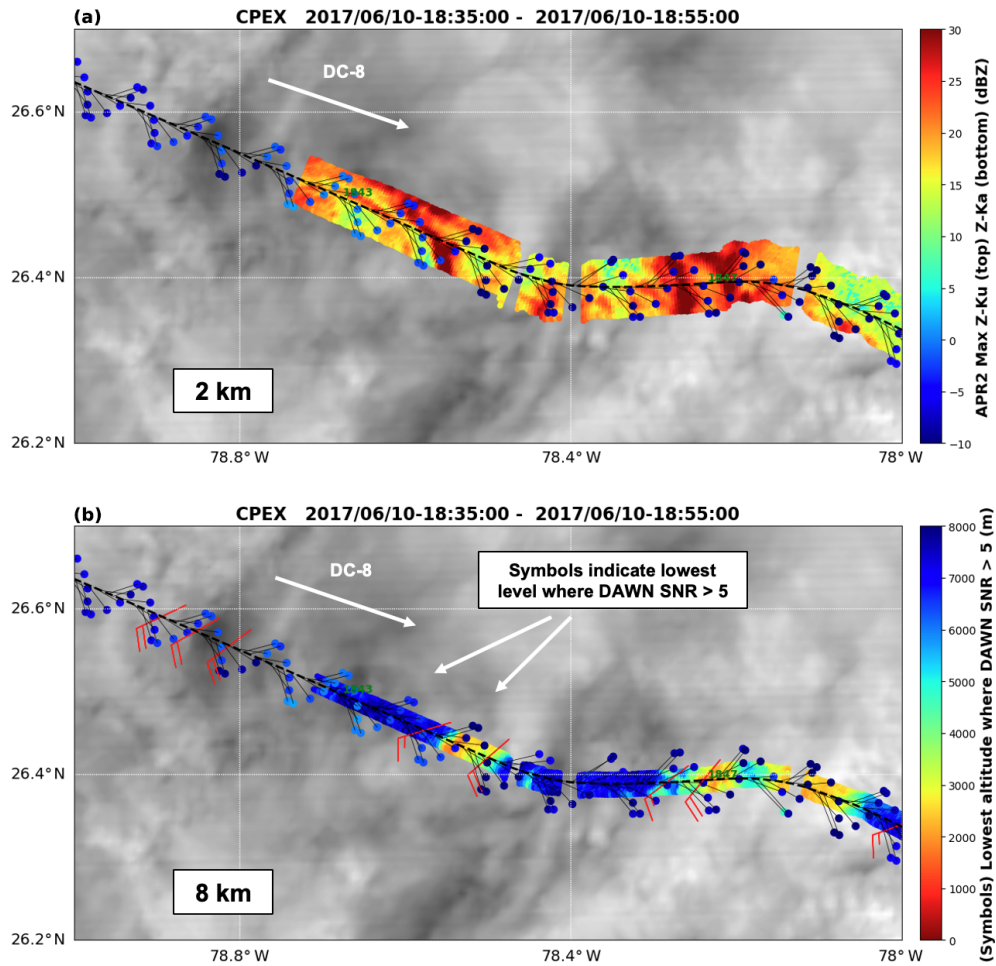 (a)
CPEX 2017/06/10-18:35:00 - 2017/06/10-18:55:00
DC-8
1843
1847
2 km
26.6°N
26.4°N
26.2°N
78.8°W
78.4°W
78°W
30
25
20
15
10
5
0
−5
−10
APR2 Max Z-Ku (top) Z-Ka (bottom) (dBZ)
(b)
CPEX 2017/06/10-18:35:00 - 2017/06/10-18:55:00
DC-8
Symbols indicate lowest
level where DAWN SNR > 5
1843
1847
8 km
26.6°N
26.4°N
26.2°N
78.8°W
78.4°W
78°W
8000
7000
6000
5000
4000
3000
2000
1000
0
(Symbols) Lowest altitude where DAWN SNR > 5 (m)